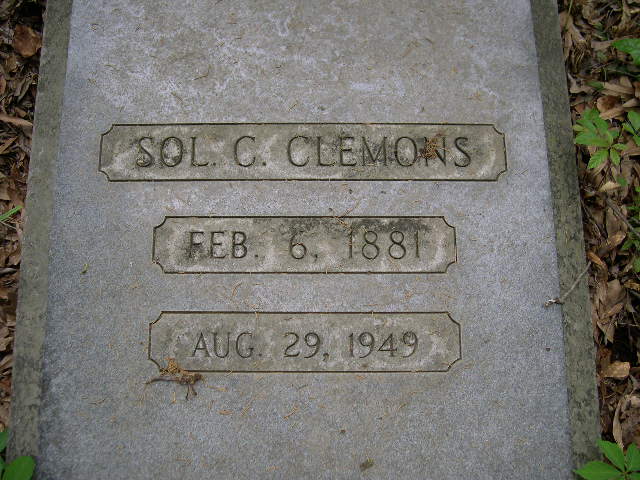 SOL. C. CLEMONS
FEB. 6, 1881
AUG. 29, 1949